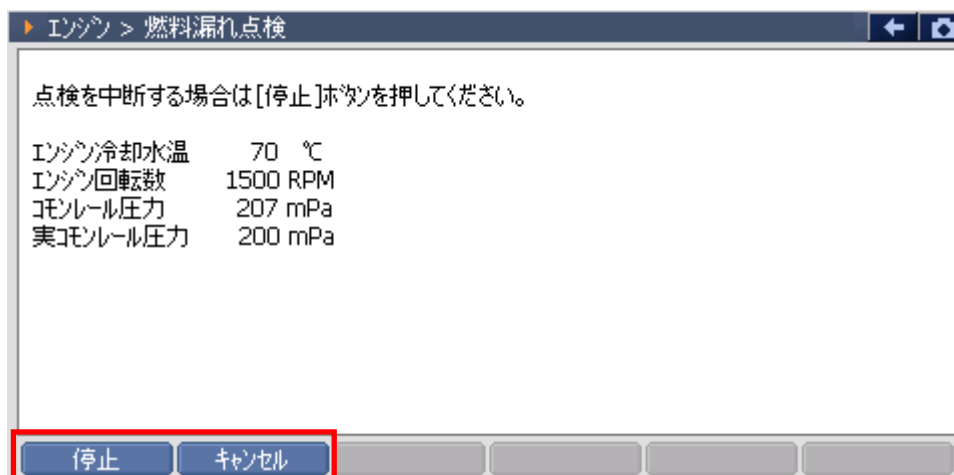 エンジン > 燃料漏れ点検
点検を中断する場合は[停止]ボタンを押してください。
エンジン冷却水温 70 ℃
エンジン回転数 1500 RPM
コモンレール圧力 207 mPa
実コモンレール圧力 200 mPa
停止 キャンセル